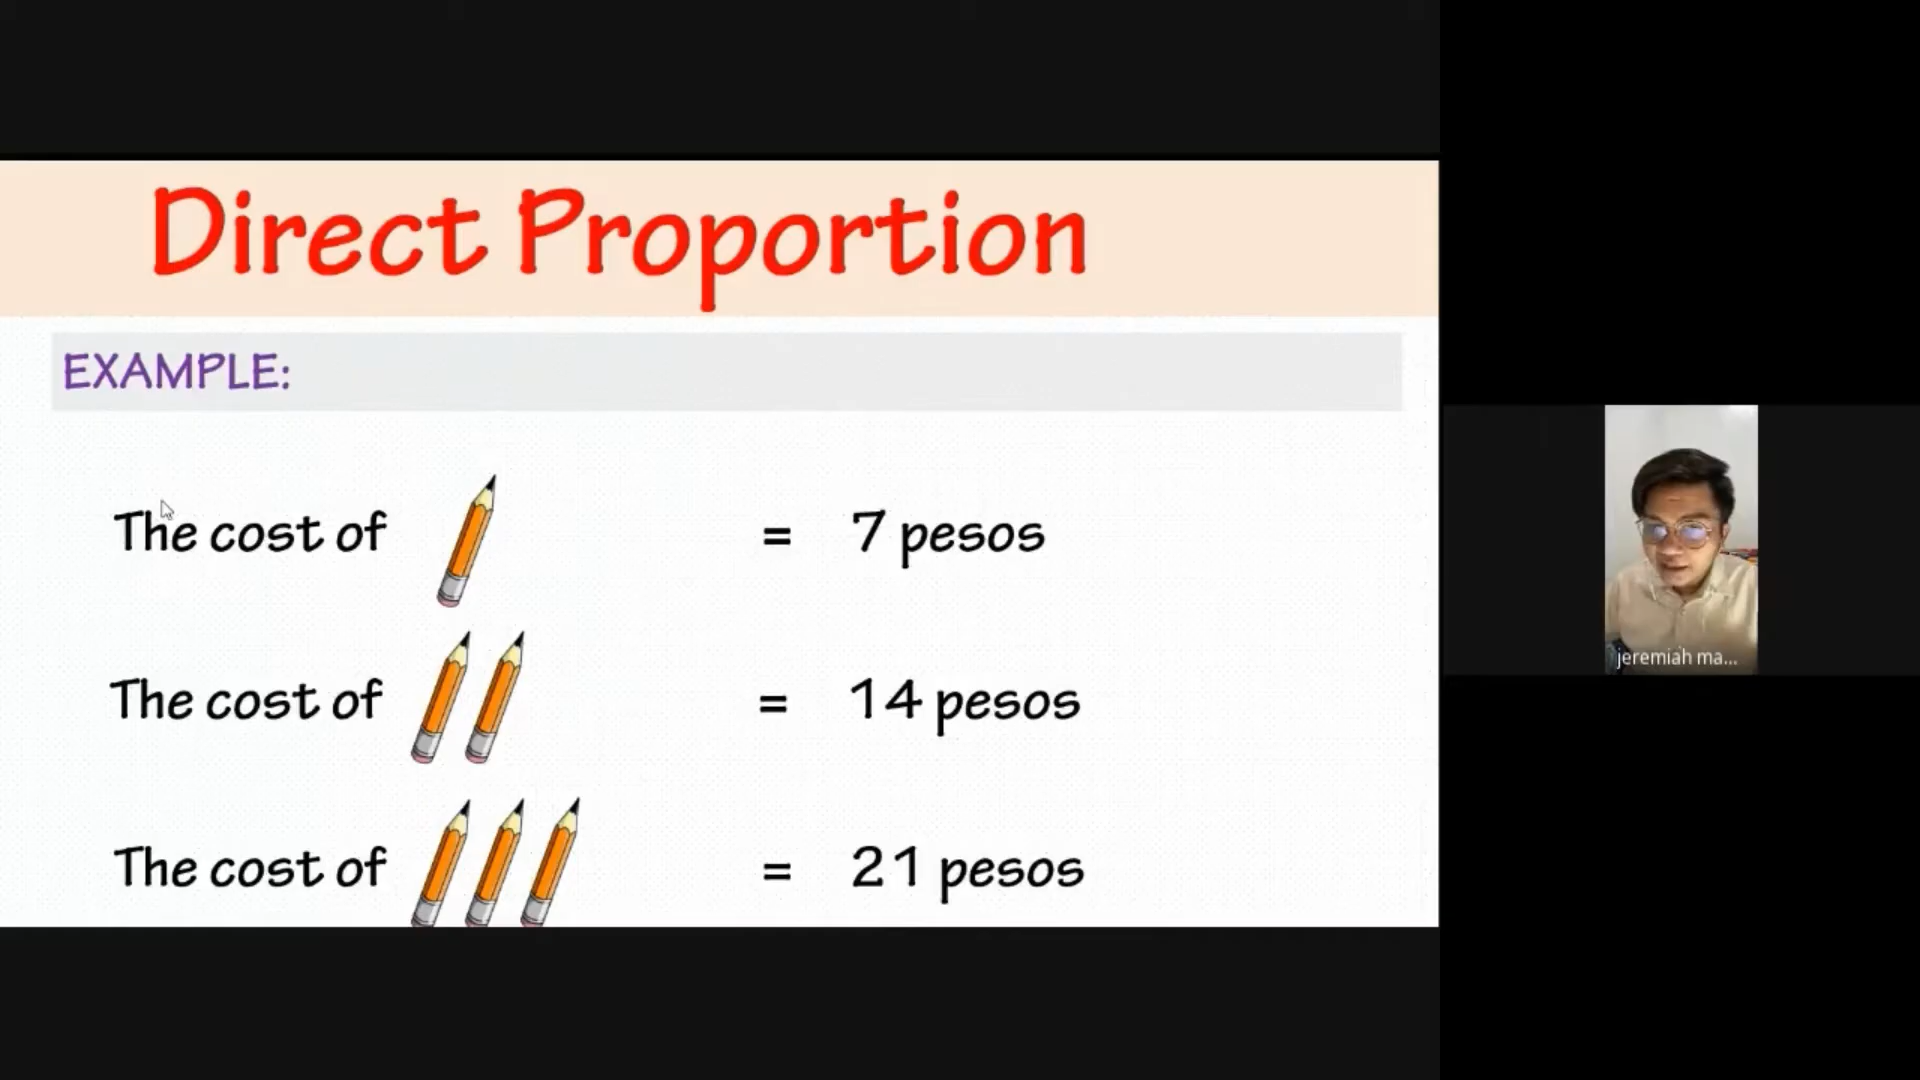 Direct Proportion
EXAMPLE:
The cost of = 7 pesos
The cost of = 14 pesos
The cost of = 21 pesos
jeremiah ma...